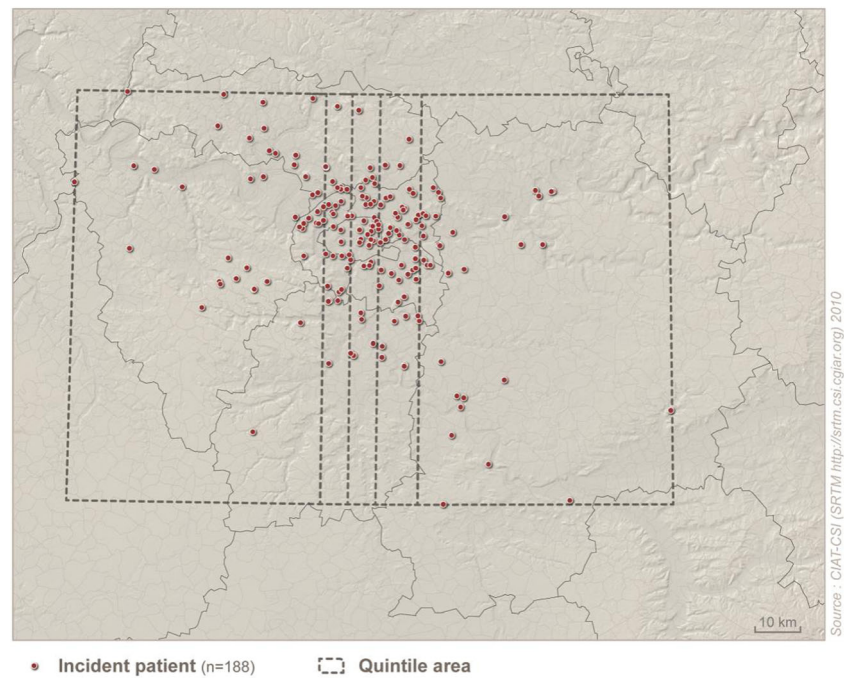 10 km
Source : CIAT-CSI (SRTM http://srtm.csi.cgiar.org) 2010
Incident patient (n=188) Quintile area